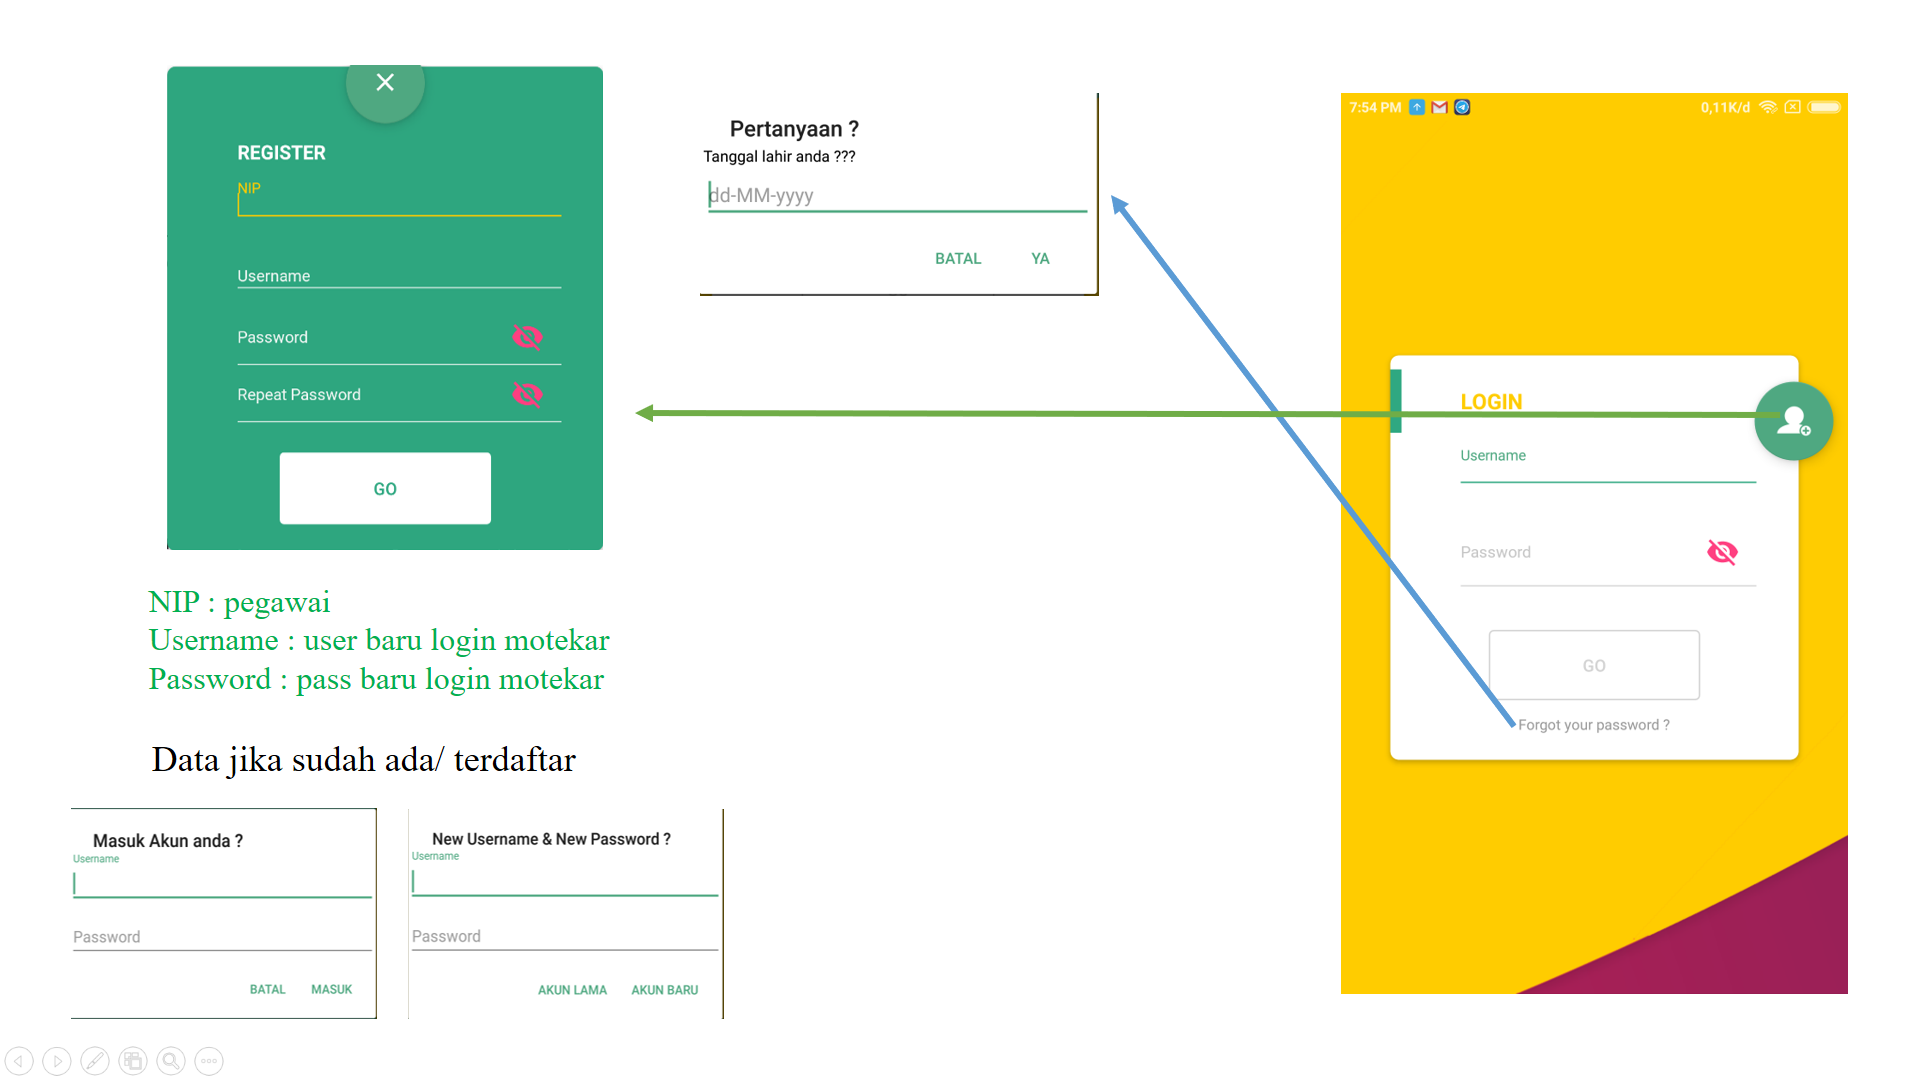 REGISTER
NIP
Username
Password
Repeat Password
GO
NIP : pegawai
Username : user baru login motekar
Password : pass baru login motekar
Data jika sudah ada/ terdaftar
Masuk Akun anda ?
Username
Password
BATAL MASUK
New Username & New Password ?
Username
Password
AKUN LAMA AKUN BARU
Pertanyaan ?
Tanggal lahir anda ???
dd-MM-yyyy
BATAL YA
7:54 PM 0,11K/d
LOGIN
Username
Password
GO
Forgot your password ?